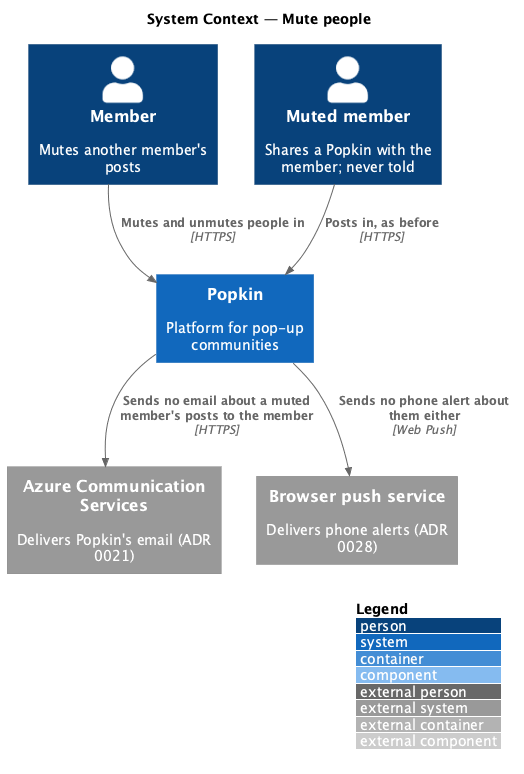 System Context — Mute people
Member
Mutes another member's
posts
Muted member
Shares a Popkin with the
member; never told
Mutes and unmutes people in
[HTTPS]
Posts in, as before
[HTTPS]
Popkin
Platform for pop-up
communities
Sends no email about a muted
member's posts to the member
[HTTPS]
Sends no phone alert about
them either
[Web Push]
Azure Communication
Services
Delivers Popkin's email (ADR
0021)
Browser push service
Delivers phone alerts (ADR
0028)
Legend
person
system
container
component
external person
external system
external container
external component